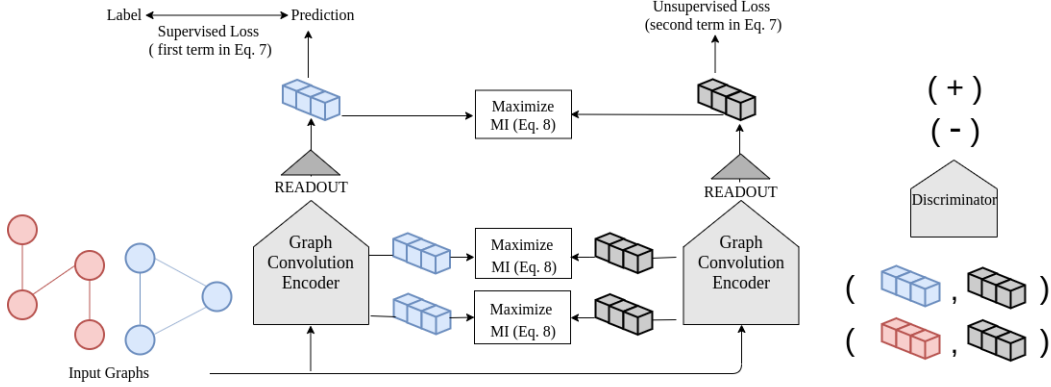 Label
Prediction
Supervised Loss
( first term in Eq. 7)
Unsupervised Loss
(second term in Eq. 7)
Maximize
MI (Eq. 8)
( + )
( - )
READOUT
READOUT
Discriminator
Graph
Convolution
Encoder
Maximize
MI (Eq. 8)
Graph
Convolution
Encoder
Maximize
MI (Eq. 8)
( , )
( , )
Input Graphs